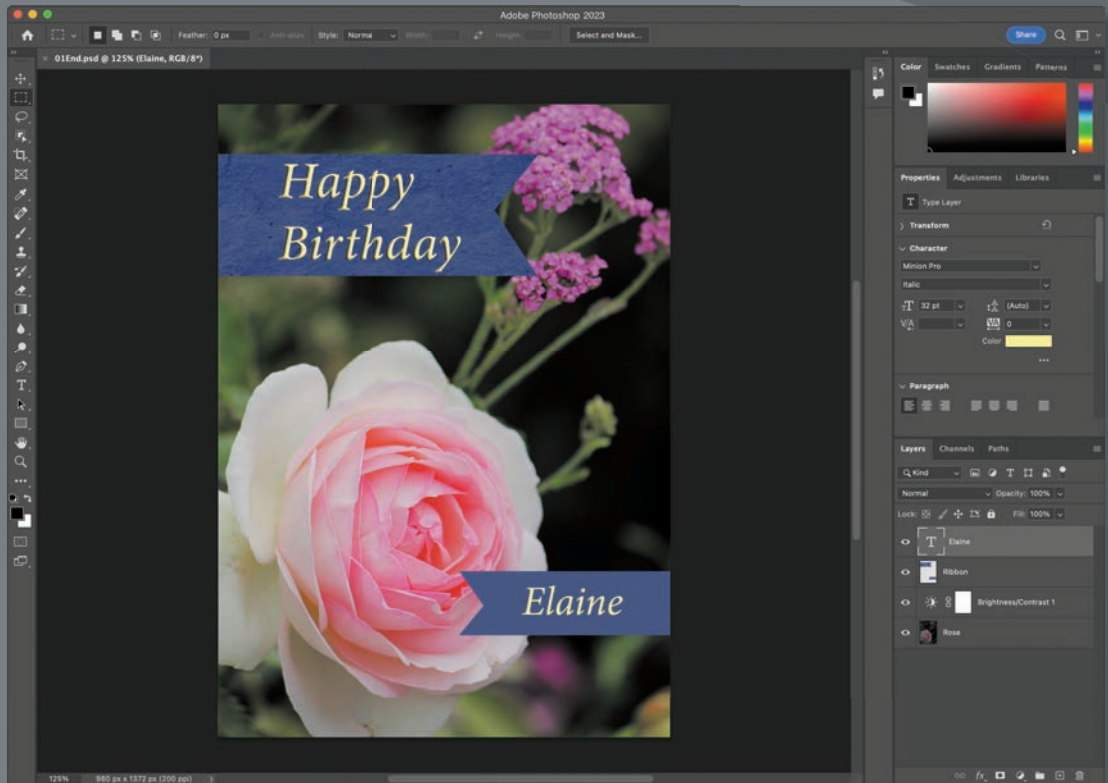 Adobe Photoshop 2023
Feather: 0 px Anti-alias Style: Norma Width: Height: Select and Mask... Share
× 01End.psd @ 125% (Elaine, RGB/8*)
Color Swatches Gradients Patterns
Happy
Birthday
Elaine
Properties Adjustments Libraries
T Type Layer
Transform
Character
Minion Pro
Italic
32 pt (Auto)
0
Color
Paragraph
Layers Channels Paths
Kind
Normal Opacity: 100%
Lock: Fill: 100%
T Elaine
Ribbon
Brightness/Contrast 1
Rose
125% 980 px x 1372 px (200 ppi)